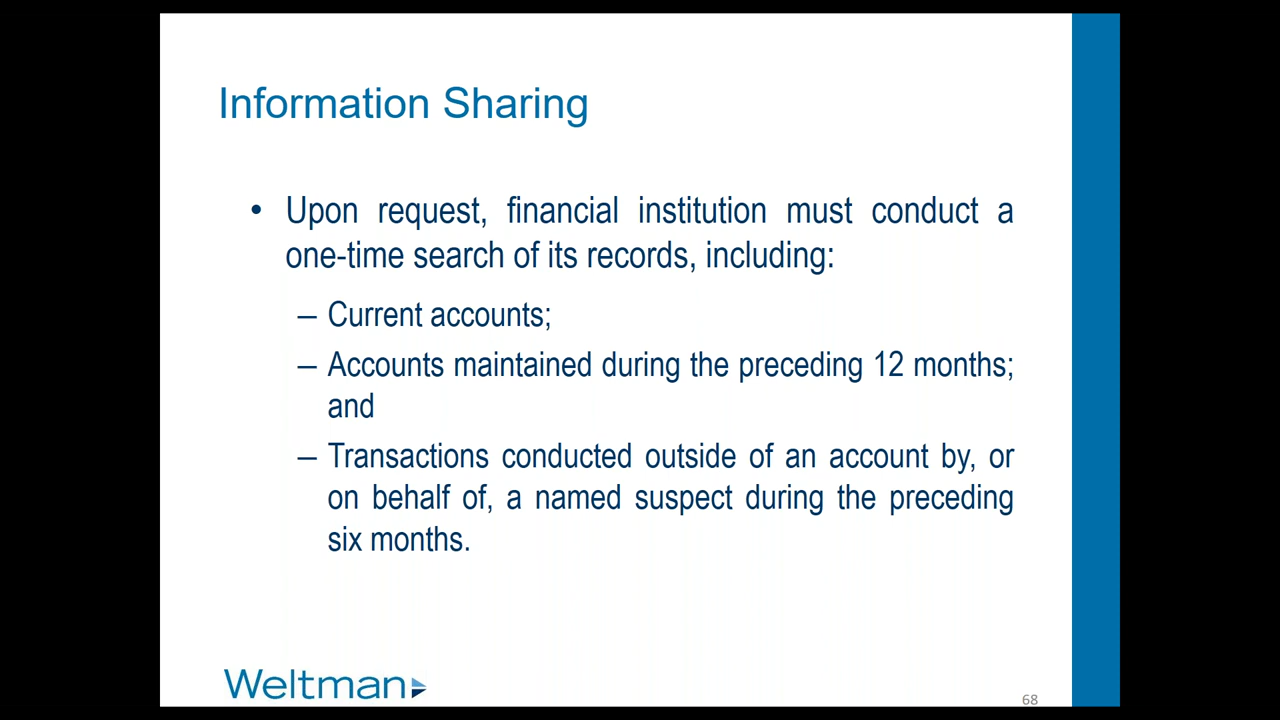 Information Sharing
• Upon request, financial institution must conduct a
one-time search of its records, including:
– Current accounts;
– Accounts maintained during the preceding 12 months;
and
– Transactions conducted outside of an account by, or
on behalf of, a named suspect during the preceding
six months.
Weltman
68